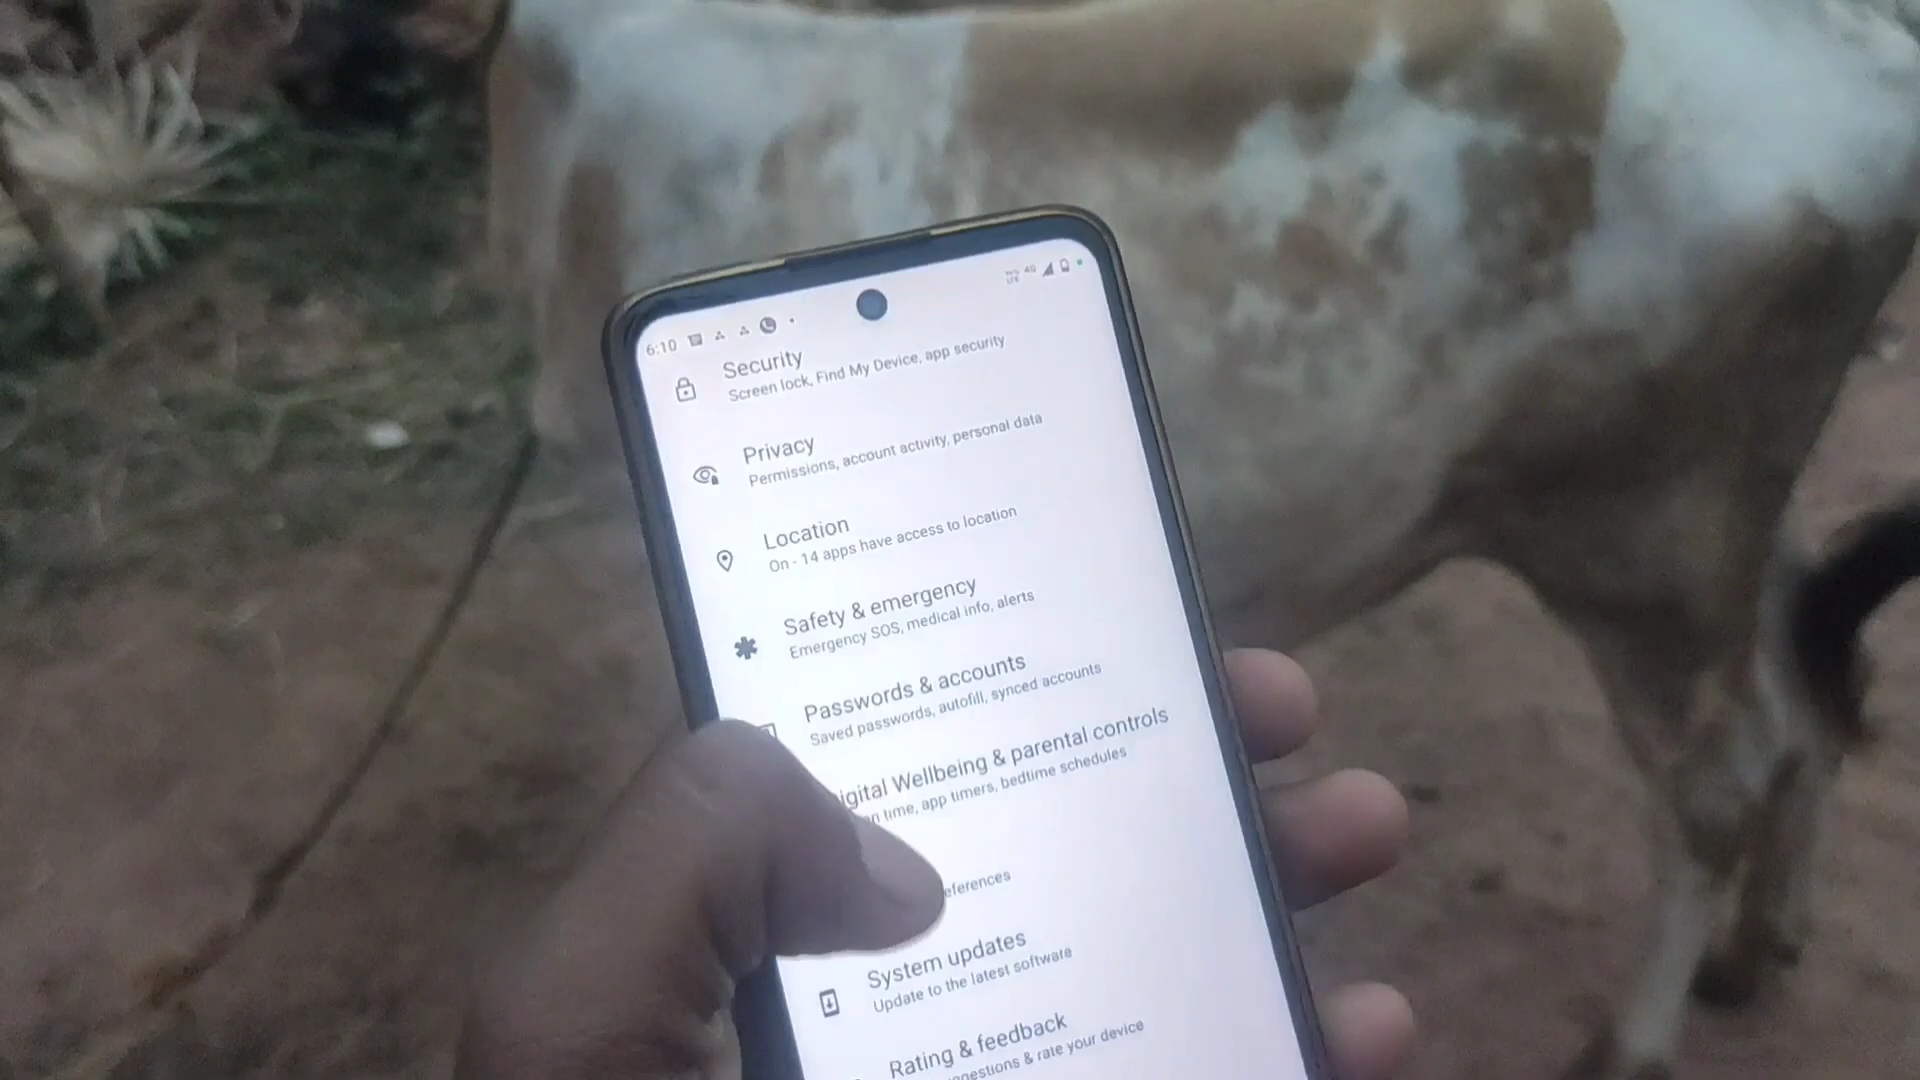 6:10
4G
LTE
Security
Screen lock, Find My Device, app security
Privacy
Permissions, account activity, personal data
Location
On - 14 apps have access to location
Safety & emergency
Emergency SOS, medical info, alerts
Passwords & accounts
Saved passwords, autofill, synced accounts
igital Wellbeing & parental controls
n time, app timers, bedtime schedules
eferences
System updates
Update to the latest software
Rating & feedback
ggestions & rate your device